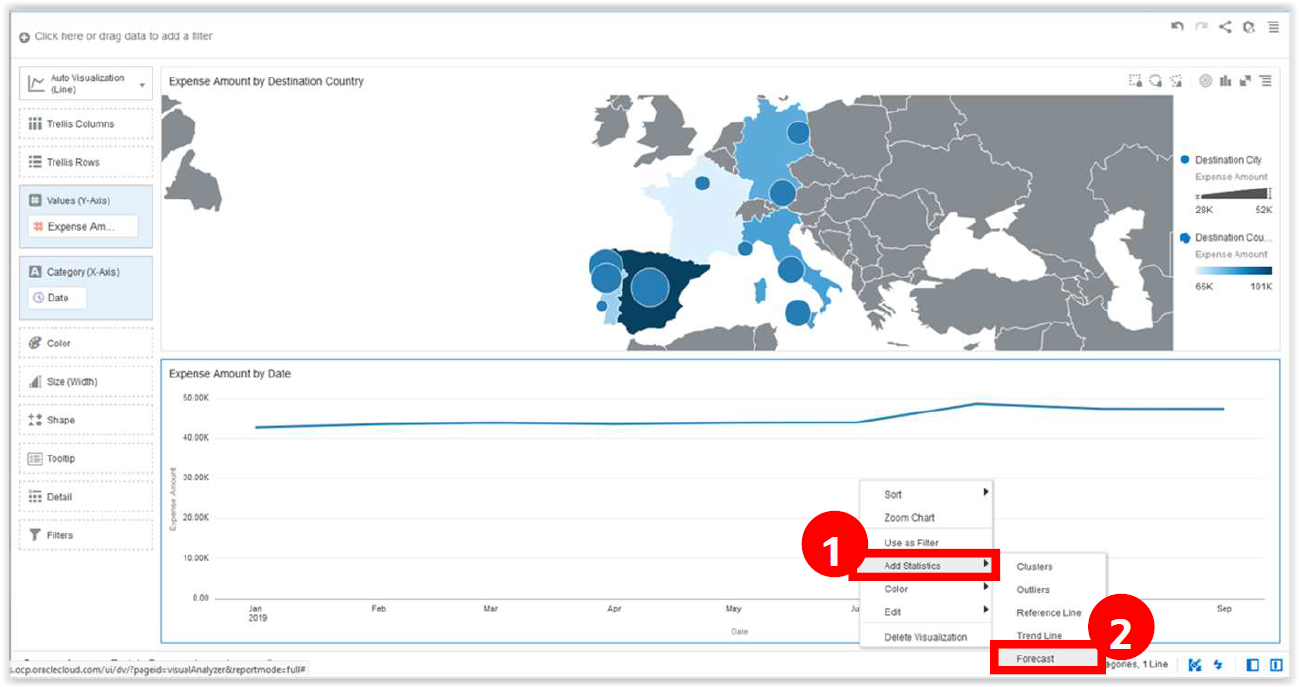 Click here or drag data to add a filter
Auto Visualization
(Line)
Trellis Columns
Trellis Rows
Values (Y-Axis)
Expense Am...
Category (X-Axis)
Date
Color
Size (Width)
Shape
Tooltip
Detail
Filters
Expense Amount by Destination Country
Destination City
Expense Amount
28K 52K
Destination Cou...
Expense Amount
66K 101K
Expense Amount by Date
50.00K
40.00K
30.00K
20.00K
10.00K
0.00
Expense Amount
Jan Feb Mar Apr May Ju Sep
2019
Date
Sort
Zoom Chart
Use as Filter
1
Add Statistics
Color
Edit
Delete Visualization
Clusters
Outliers
Reference Line
Trend Line
2
Forecast
s.ocp.oraclecloud.com/ui/dv/?pageid=visualAnalyzer&reportmode=full#
egories, 1 Line